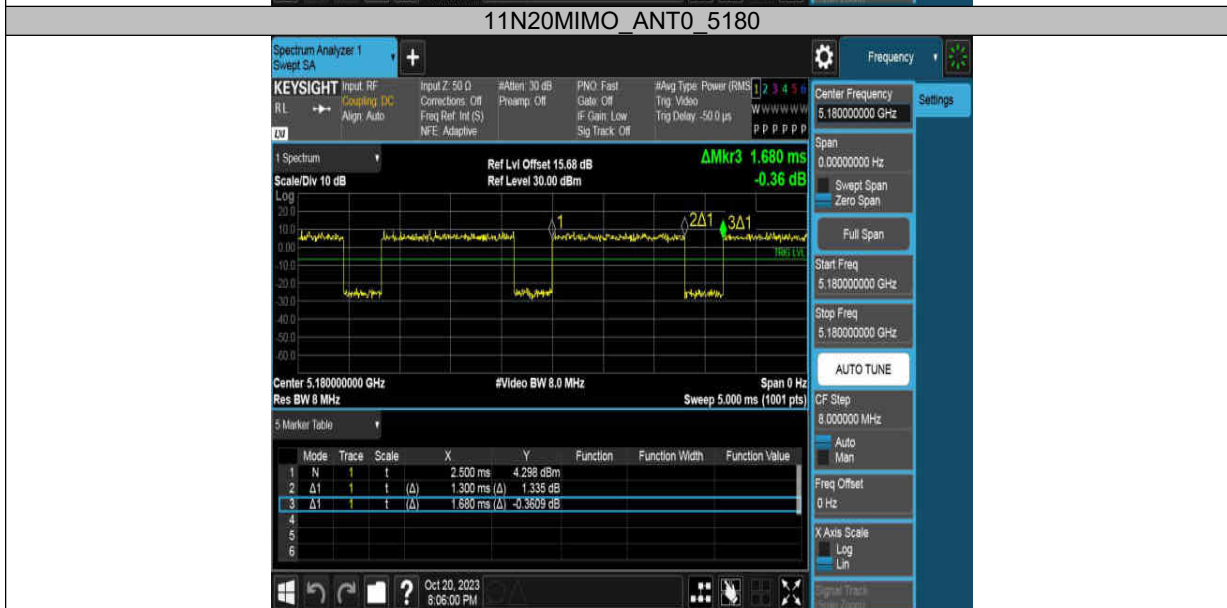 11N20MIMO_ANT0_5180
Spectrum Analyzer 1
Swept SA
+
Frequency
KEYSIGHT
RL
Input: RF
Coupling: DC
Align: Auto
Input Z: 50 Ω
Corrections: Off
Freq Ref: Int (S)
NFE: Adaptive
#Atten: 30 dB
Preamp: Off
PNO: Fast
Gate: Off
IF Gain: Low
Sig Track: Off
#Avg Type: Power (RMS
Trig: Video
Trig Delay: -50.0 µs
1 2 3 4 5 6
W W W W W W
P P P P P P
Center Frequency
5.180000000 GHz
Settings
Span
0.00000000 Hz
Swept Span
Zero Span
Full Span
Start Freq
5.180000000 GHz
Stop Freq
5.180000000 GHz
AUTO TUNE
CF Step
8.000000 MHz
Auto
Man
Freq Offset
0 Hz
X Axis Scale
Log
Lin
Signal Track
1 Spectrum
Scale/Div 10 dB
Ref Lvl Offset 15.68 dB
Ref Level 30.00 dBm
ΔMkr3 1.680 ms
-0.36 dB
Log
20.0
10.0
0.00
-10.0
-20.0
-30.0
-40.0
-50.0
-60.0
1
2Δ1
3Δ1
TRIG LVL
Center 5.18000000 GHz
Res BW 8 MHz
#Video BW 8.0 MHz
Span 0 Hz
Sweep 5.000 ms (1001 pts)
5 Marker Table
Mode Trace Scale X Y Function Function Width Function Value
1 N 1 t 2.500 ms 4.298 dBm
2 Δ1 1 t (Δ) 1.300 ms (Δ) 1.335 dB
3 Δ1 1 t (Δ) 1.680 ms (Δ) -0.3609 dB
4
5
6
?
Oct 20, 2023
8:06:00 PM